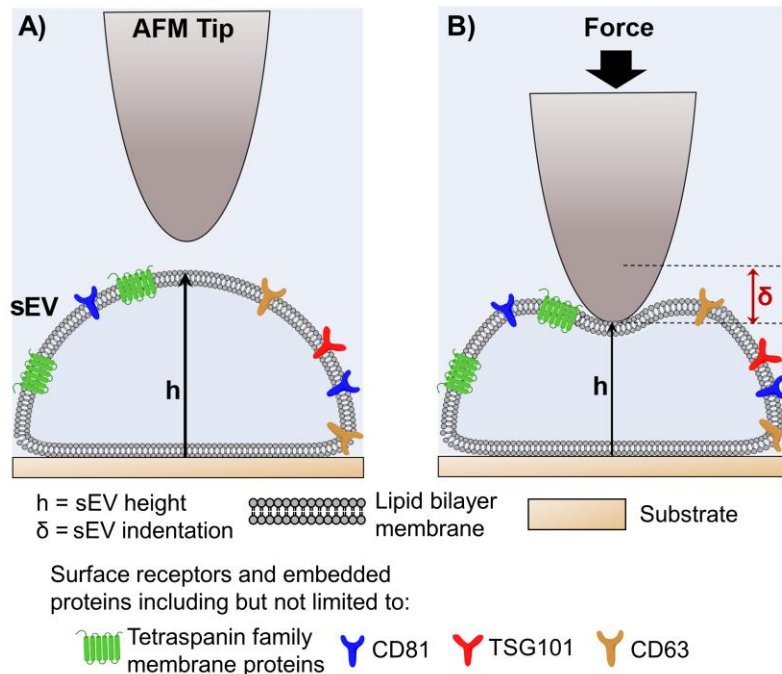 A)
AFM Tip
sEV
h
B)
Force
δ
h
h = sEV height
δ = sEV indentation
Lipid bilayer
membrane
Substrate
Surface receptors and embedded
proteins including but not limited to:
Tetraspanin family
membrane proteins
CD81
TSG101
CD63